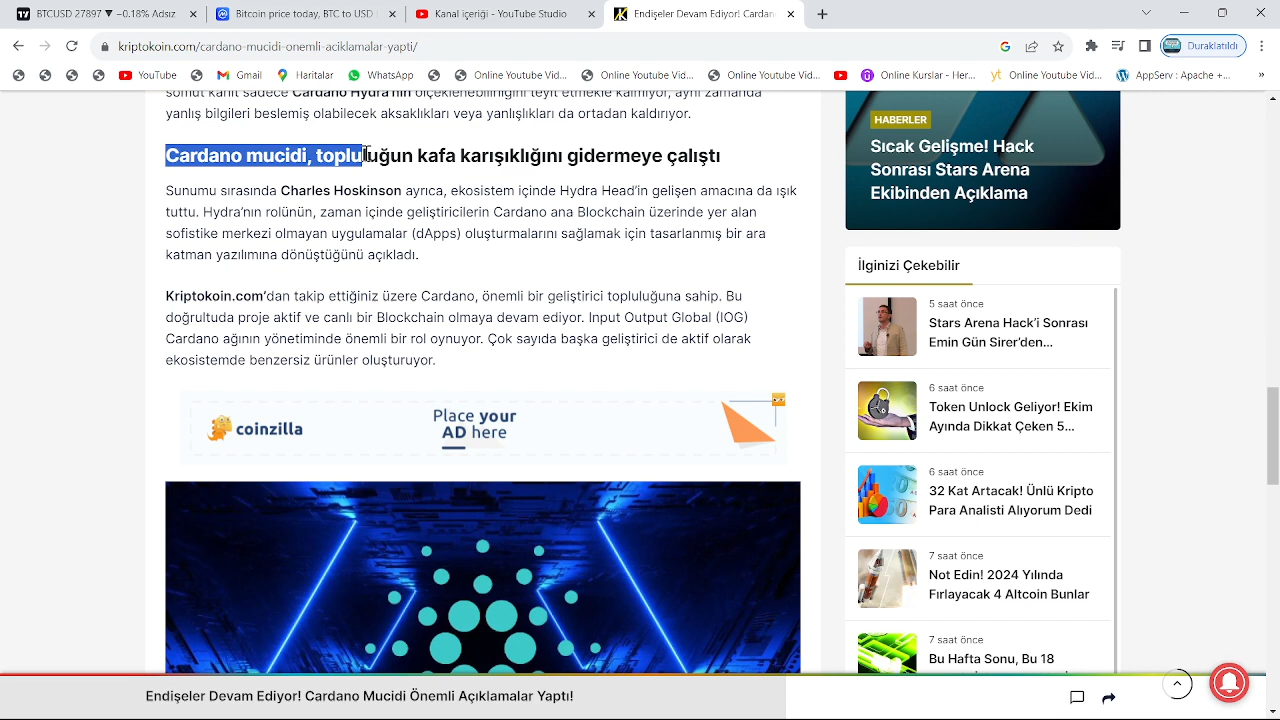 BTCUSD 27897 ▼ −0.18% Adsız
Bitcoin price today, BTC to USD l
Kanal içeriği - YouTube Studio
Endişeler Devam Ediyor! Cardano
kriptokoin.com/cardano-mucidi-onemli-aciklamalar-yapti/
Duraklatıldı
YouTube
Gmail
Haritalar
WhatsApp
Online Youtube Vid...
Online Youtube Vid...
Online Youtube Vid...
Online Kurslar - Her...
Online Youtube Vid...
AppServ : Apache +...
somut kanıt sadece Cardano Hydra'nın ölçeklenebilirliğini teyit etmekle kalmıyor, aynı zamanda
yanlış bilgileri beslemiş olabilecek aksaklıkları veya yanlışlıkları da ortadan kaldırıyor.
Cardano mucidi, topluluğun kafa karışıklığını gidermeye çalıştı
Sunumu sırasında Charles Hoskinson ayrıca, ekosistem içinde Hydra Head'in gelişen amacına da ışık
tuttu. Hydra'nın rolünün, zaman içinde geliştiricilerin Cardano ana Blockchain üzerinde yer alan
sofistike merkezi olmayan uygulamalar (dApps) oluşturmalarını sağlamak için tasarlanmış bir ara
katman yazılımına dönüştüğünü açıkladı.
Kriptokoin.com'dan takip ettiğiniz üzere Cardano, önemli bir geliştirici topluluğuna sahip. Bu
doğrultuda proje aktif ve canlı bir Blockchain olmaya devam ediyor. Input Output Global (IOG)
Cardano ağının yönetiminde önemli bir rol oynuyor. Çok sayıda başka geliştirici de aktif olarak
ekosistemde benzersiz ürünler oluşturuyor.
coinzilla
Place your
AD here
HABERLER
Sıcak Gelişme! Hack
Sonrası Stars Arena
Ekibinden Açıklama
İlginizi Çekebilir
5 saat önce
Stars Arena Hack'i Sonrası
Emin Gün Sirer'den...
6 saat önce
Token Unlock Geliyor! Ekim
Ayında Dikkat Çeken 5...
6 saat önce
32 Kat Artacak! Ünlü Kripto
Para Analisti Alıyorum Dedi
7 saat önce
Not Edin! 2024 Yılında
Fırlayacak 4 Altcoin Bunlar
7 saat önce
Bu Hafta Sonu, Bu 18
Endişeler Devam Ediyor! Cardano Mucidi Önemli Açıklamalar Yaptı!